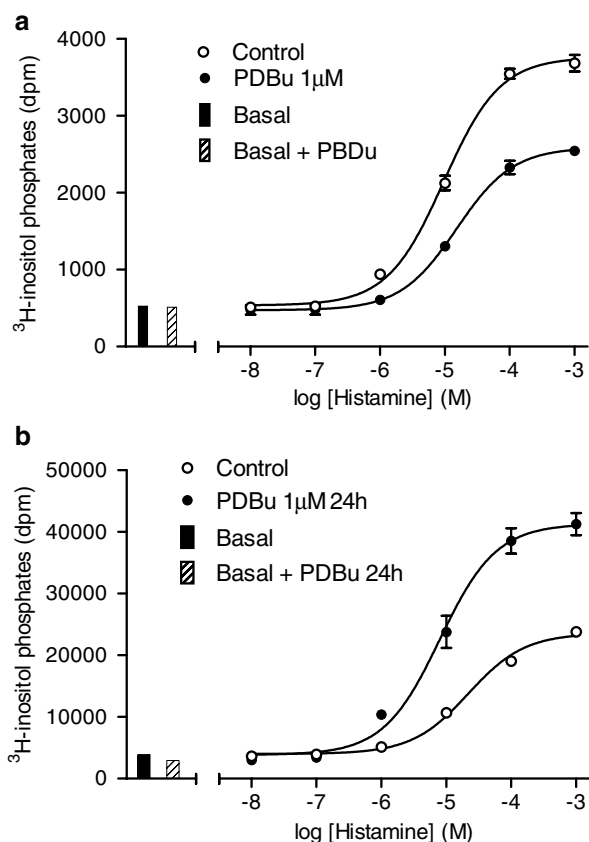 a
³H-inositol phosphates (dpm)
4000
3000
2000
1000
0
Control
PDBu 1μM
Basal
Basal + PBDu
-8 -7 -6 -5 -4 -3
log [Histamine] (M)
b
³H-inositol phosphates (dpm)
50000
40000
30000
20000
10000
0
Control
PDBu 1μM 24h
Basal
Basal + PDBu 24h
-8 -7 -6 -5 -4 -3
log [Histamine] (M)